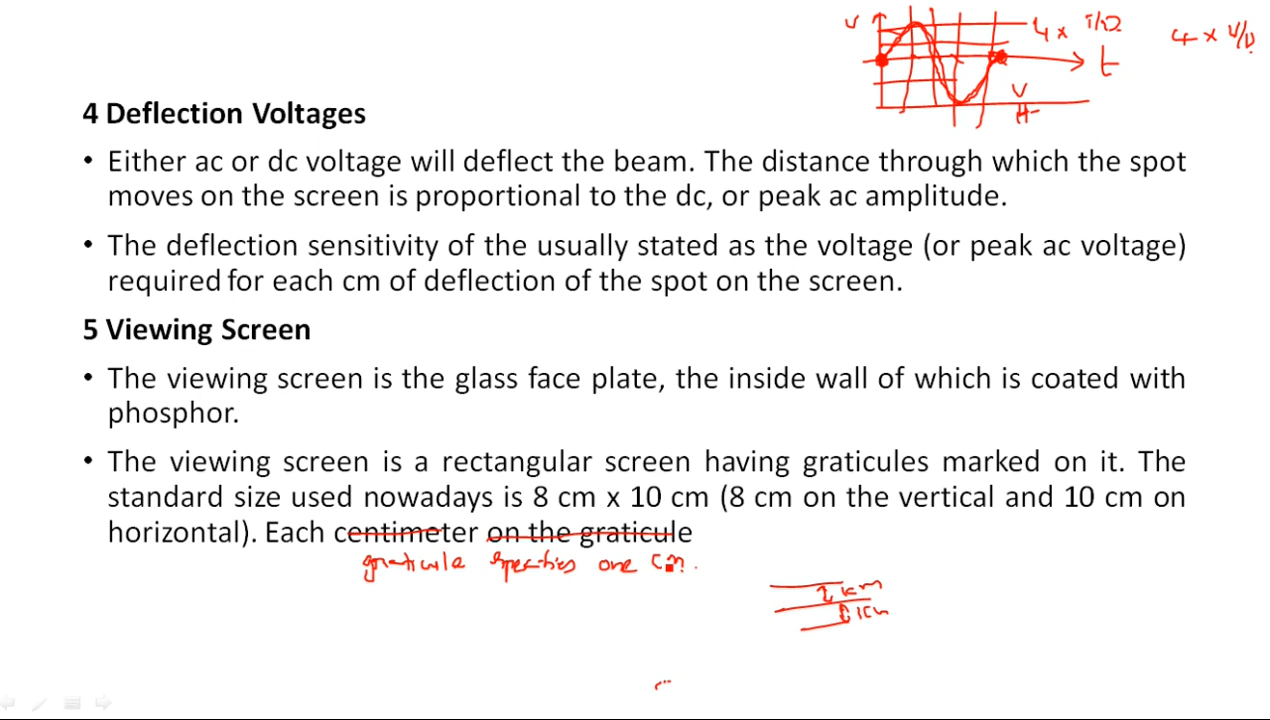 V
4 x T/D
4 x V/D
t
V
4 Deflection Voltages
• Either ac or dc voltage will deflect the beam. The distance through which the spot
moves on the screen is proportional to the dc, or peak ac amplitude.
• The deflection sensitivity of the usually stated as the voltage (or peak ac voltage)
required for each cm of deflection of the spot on the screen.
5 Viewing Screen
• The viewing screen is the glass face plate, the inside wall of which is coated with
phosphor.
• The viewing screen is a rectangular screen having graticules marked on it. The
standard size used nowadays is 8 cm x 10 cm (8 cm on the vertical and 10 cm on
horizontal). Each centimeter on the graticule
graticule specifies one cm.